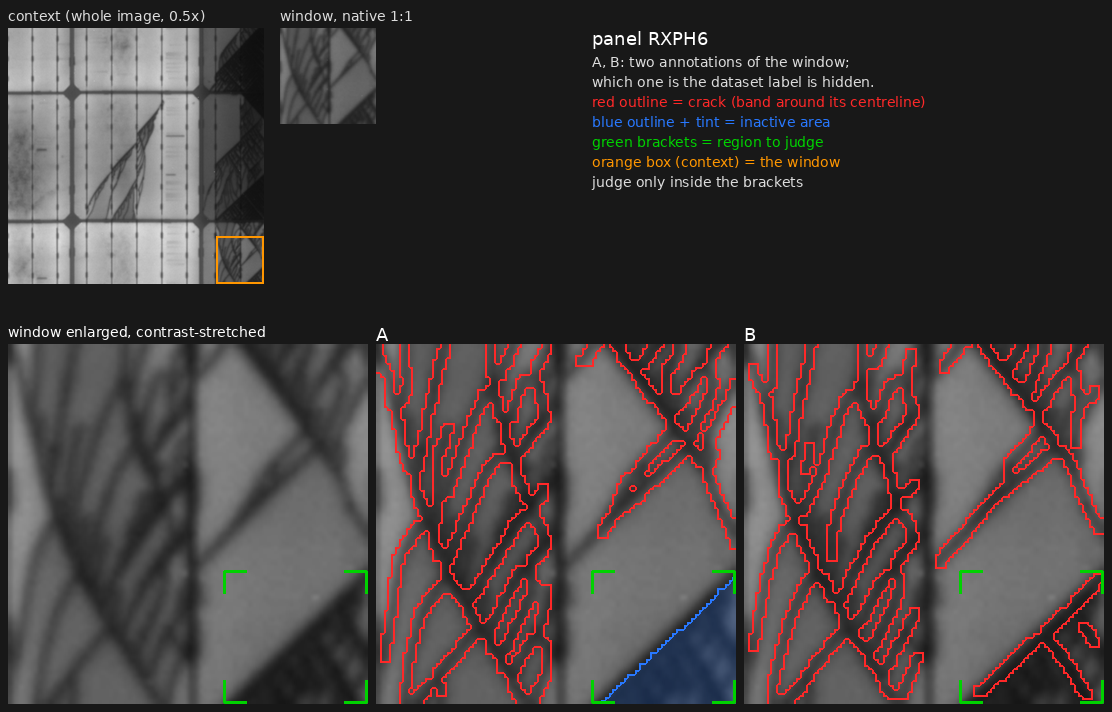 context (whole image, 0.5x)
window, native 1:1
panel RXPH6
A, B: two annotations of the window;
which one is the dataset label is hidden.
red outline = crack (band around its centreline)
blue outline + tint = inactive area
green brackets = region to judge
orange box (context) = the window
judge only inside the brackets
window enlarged, contrast-stretched
A
B